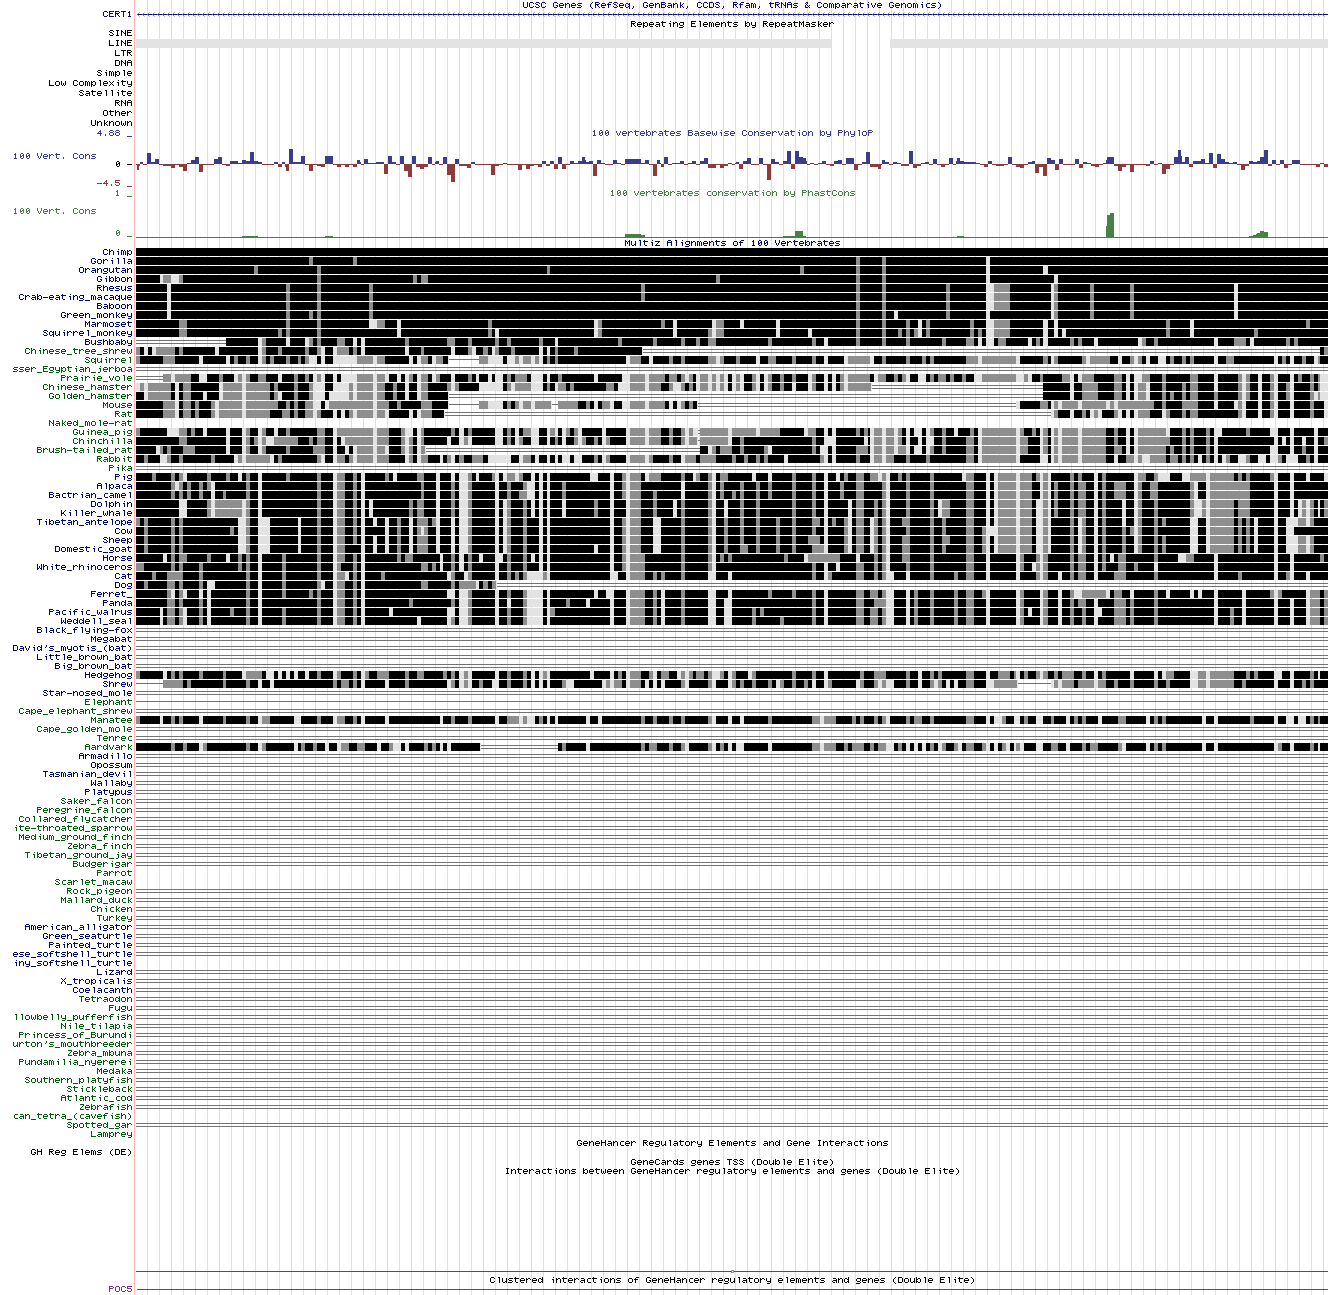 UCSC Genes (RefSeq, GenBank, CCDS, Rfam, tRNAs & Comparative Genomics)
CERT1
Repeating Elements by RepeatMasker
SINE
LINE
LTR
DNA
Simple
Low Complexity
Satellite
RNA
Other
Unknown
4.88 _
100 vertebrates Basewise Conservation by PhyloP
100 Vert. Cons
0 _
-4.5 _
1 _
100 vertebrates conservation by PhastCons
100 Vert. Cons
0 _
Multiz Alignments of 100 Vertebrates
Chimp
Gorilla
Orangutan
Gibbon
Rhesus
Crab-eating_macaque
Baboon
Green_monkey
Marmoset
Squirrel_monkey
Bushbaby
Chinese_tree_shrew
Squirrel
sser_Egyptian_jerboa
Prairie_vole
Chinese_hamster
Golden_hamster
Mouse
Rat
Naked_mole-rat
Guinea_pig
Chinchilla
Brush-tailed_rat
Rabbit
Pika
Pig
Alpaca
Bactrian_camel
Dolphin
Killer_whale
Tibetan_antelope
Cow
Sheep
Domestic_goat
Horse
White_rhinoceros
Cat
Dog
Ferret_
Panda
Pacific_walrus
Weddell_seal
Black_flying-fox
Megabat
David's_myotis_(bat)
Little_brown_bat
Big_brown_bat
Hedgehog
Shrew
Star-nosed_mole
Elephant
Cape_elephant_shrew
Manatee
Cape_golden_mole
Tenrec
Aardvark
Armadillo
Opossum
Tasmanian_devil
Wallaby
Platypus
Saker_falcon
Peregrine_falcon
Collared_flycatcher
ite-throated_sparrow
Medium_ground_finch
Zebra_finch
Tibetan_ground_jay
Budgerigar
Parrot
Scarlet_macaw
Rock_pigeon
Mallard_duck
Chicken
Turkey
American_alligator
Green_seaturtle
Painted_turtle
ese_softshell_turtle
iny_softshell_turtle
Lizard
X_tropicalis
Coelacanth
Tetraodon
Fugu
llowbelly_pufferfish
Nile_tilapia
Princess_of_Burundi
urton's_mouthbreeder
Zebra_mbuna
Pundamilia_nyererei
Medaka
Southern_platyfish
Stickleback
Atlantic_cod
Zebrafish
can_tetra_(cavefish)
Spotted_gar
Lamprey
GeneHancer Regulatory Elements and Gene Interactions
GH Reg Elems (DE)
GeneCards genes TSS (Double Elite)
Interactions between GeneHancer regulatory elements and genes (Double Elite)
Clustered interactions of GeneHancer regulatory elements and genes (Double Elite)
POC5